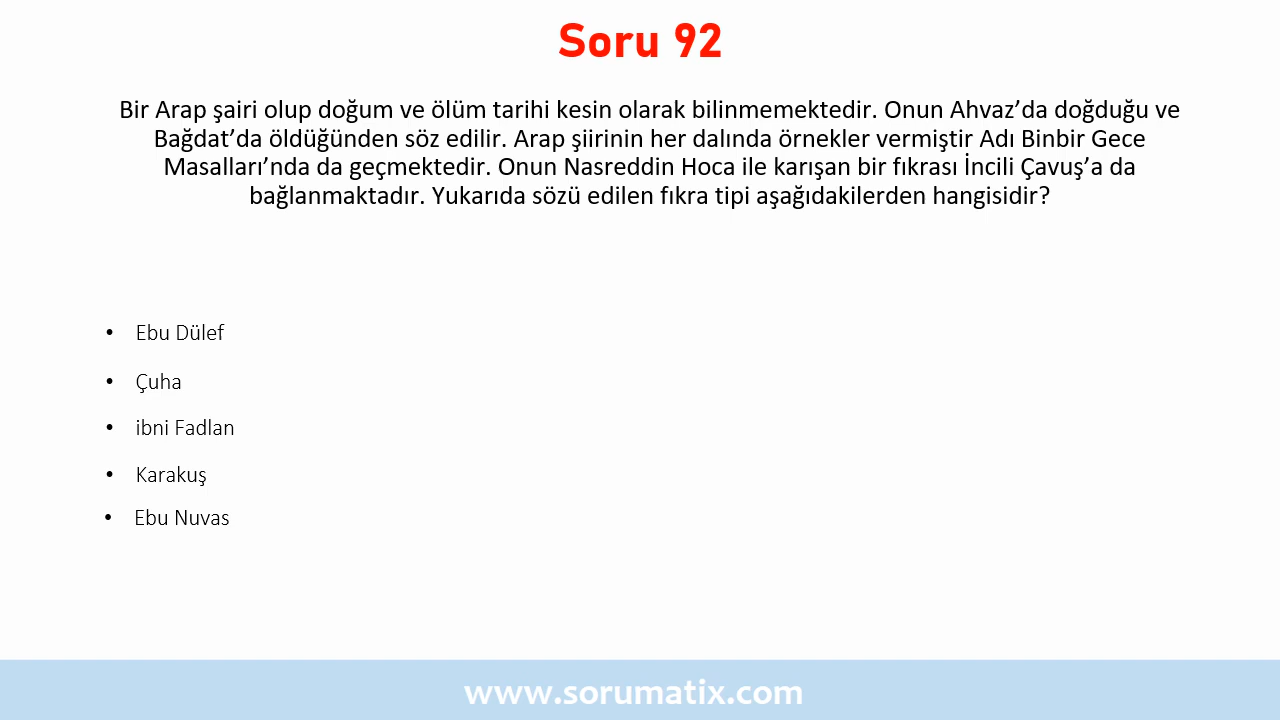 Soru 92
Bir Arap şairi olup doğum ve ölüm tarihi kesin olarak bilinmemektedir. Onun Ahvaz’da doğduğu ve
Bağdat’da öldüğünden söz edilir. Arap şiirinin her dalında örnekler vermiştir Adı Binbir Gece
Masalları’nda da geçmektedir. Onun Nasreddin Hoca ile karışan bir fıkrası İncili Çavuş’a da
bağlanmaktadır. Yukarıda sözü edilen fıkra tipi aşağıdakilerden hangisidir?
• Ebu Dülef
• Çuha
• ibni Fadlan
• Karakuş
• Ebu Nuvas
www.sorumatix.com